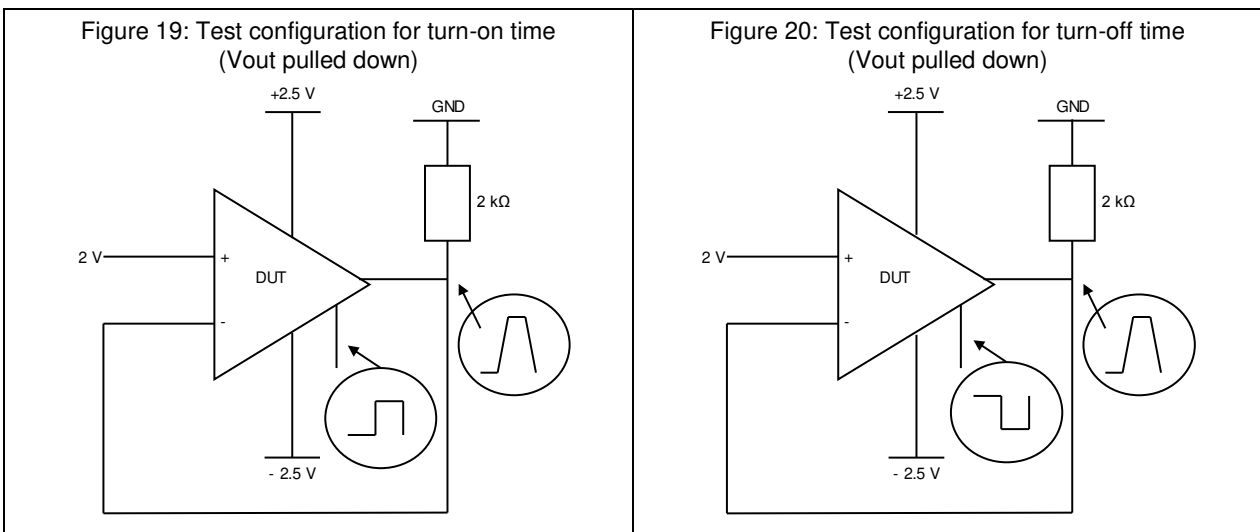 Figure 19: Test configuration for turn-on time
(Vout pulled down)
+2.5 V
GND
2 kΩ
2 V
+
DUT
-
- 2.5 V
Figure 20: Test configuration for turn-off time
(Vout pulled down)
+2.5 V
GND
2 kΩ
2 V
+
DUT
-
- 2.5 V